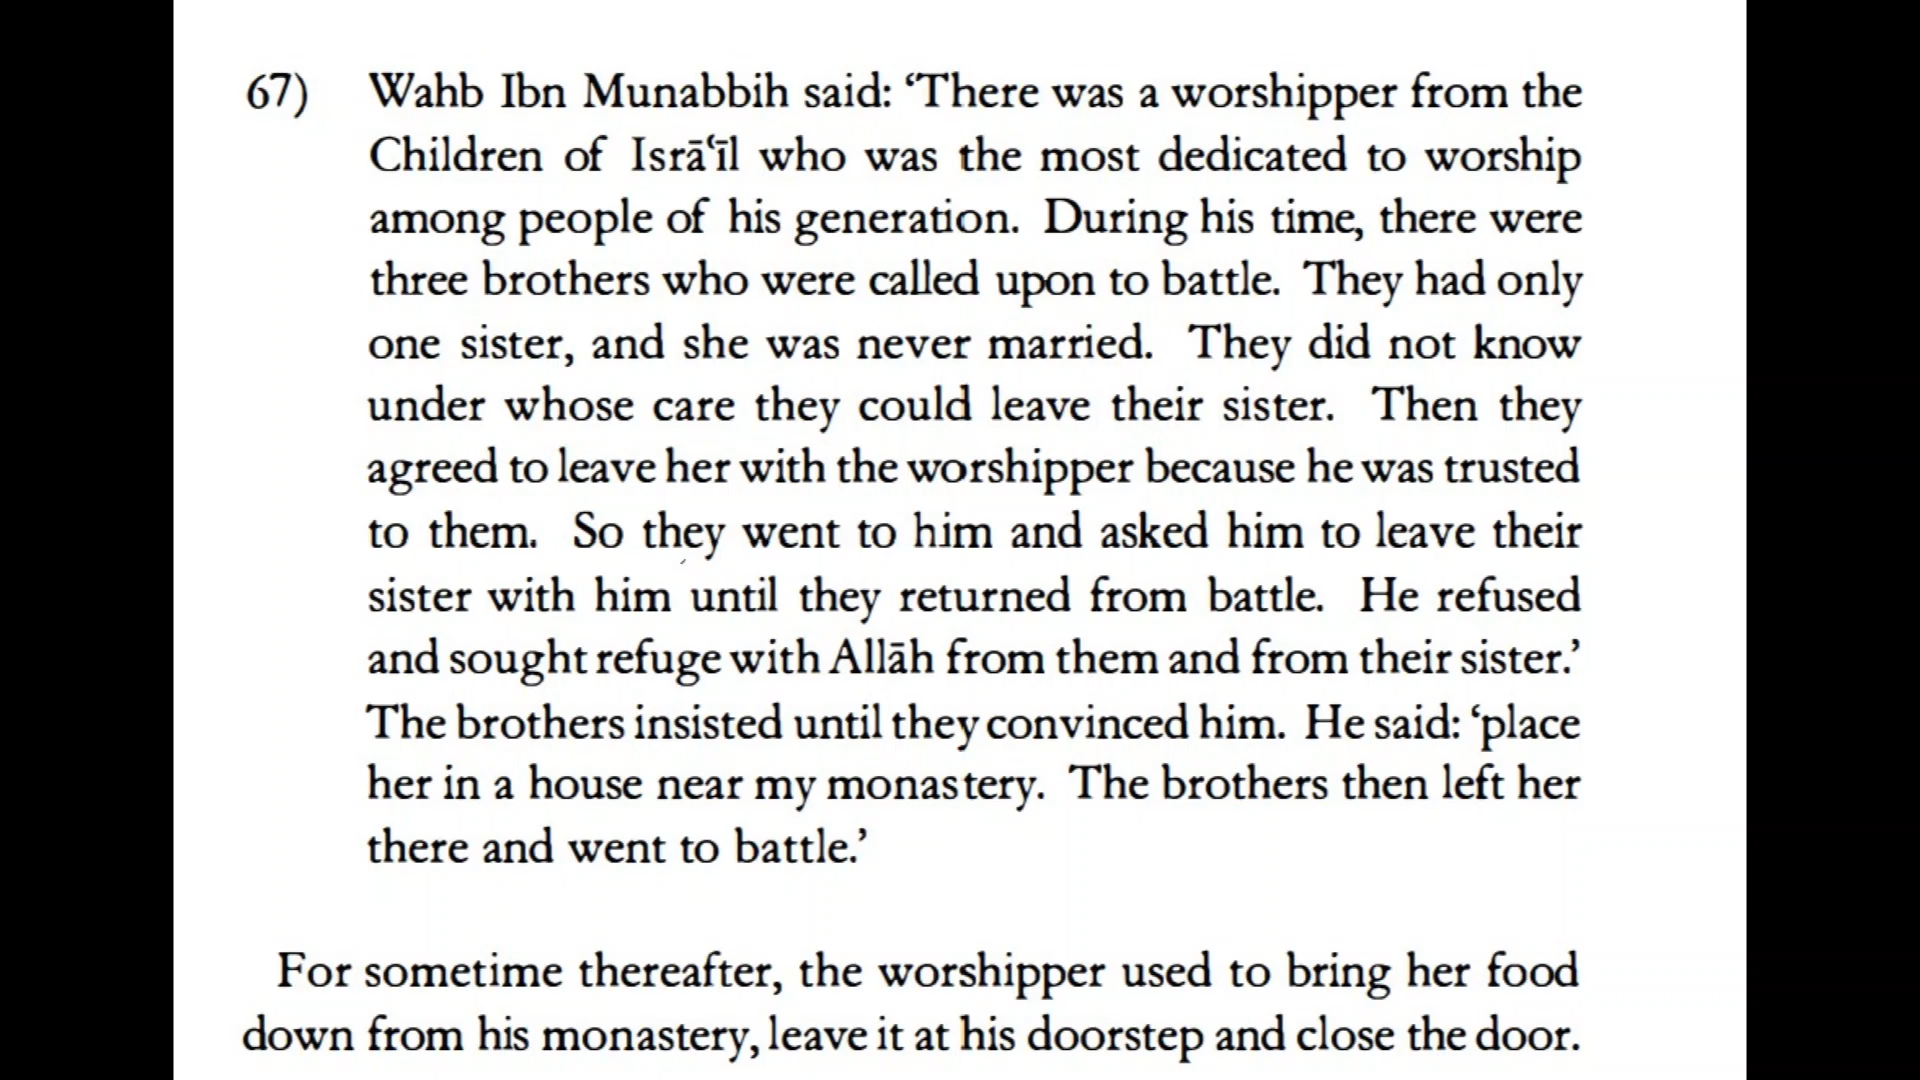 67) Wahb Ibn Munabbih said: ‘There was a worshipper from the
Children of Isrā‘īl who was the most dedicated to worship
among people of his generation. During his time, there were
three brothers who were called upon to battle. They had only
one sister, and she was never married. They did not know
under whose care they could leave their sister. Then they
agreed to leave her with the worshipper because he was trusted
to them. So they went to him and asked him to leave their
sister with him until they returned from battle. He refused
and sought refuge with Allāh from them and from their sister.’
The brothers insisted until they convinced him. He said: ‘place
her in a house near my monastery. The brothers then left her
there and went to battle.’
For sometime thereafter, the worshipper used to bring her food
down from his monastery, leave it at his doorstep and close the door.